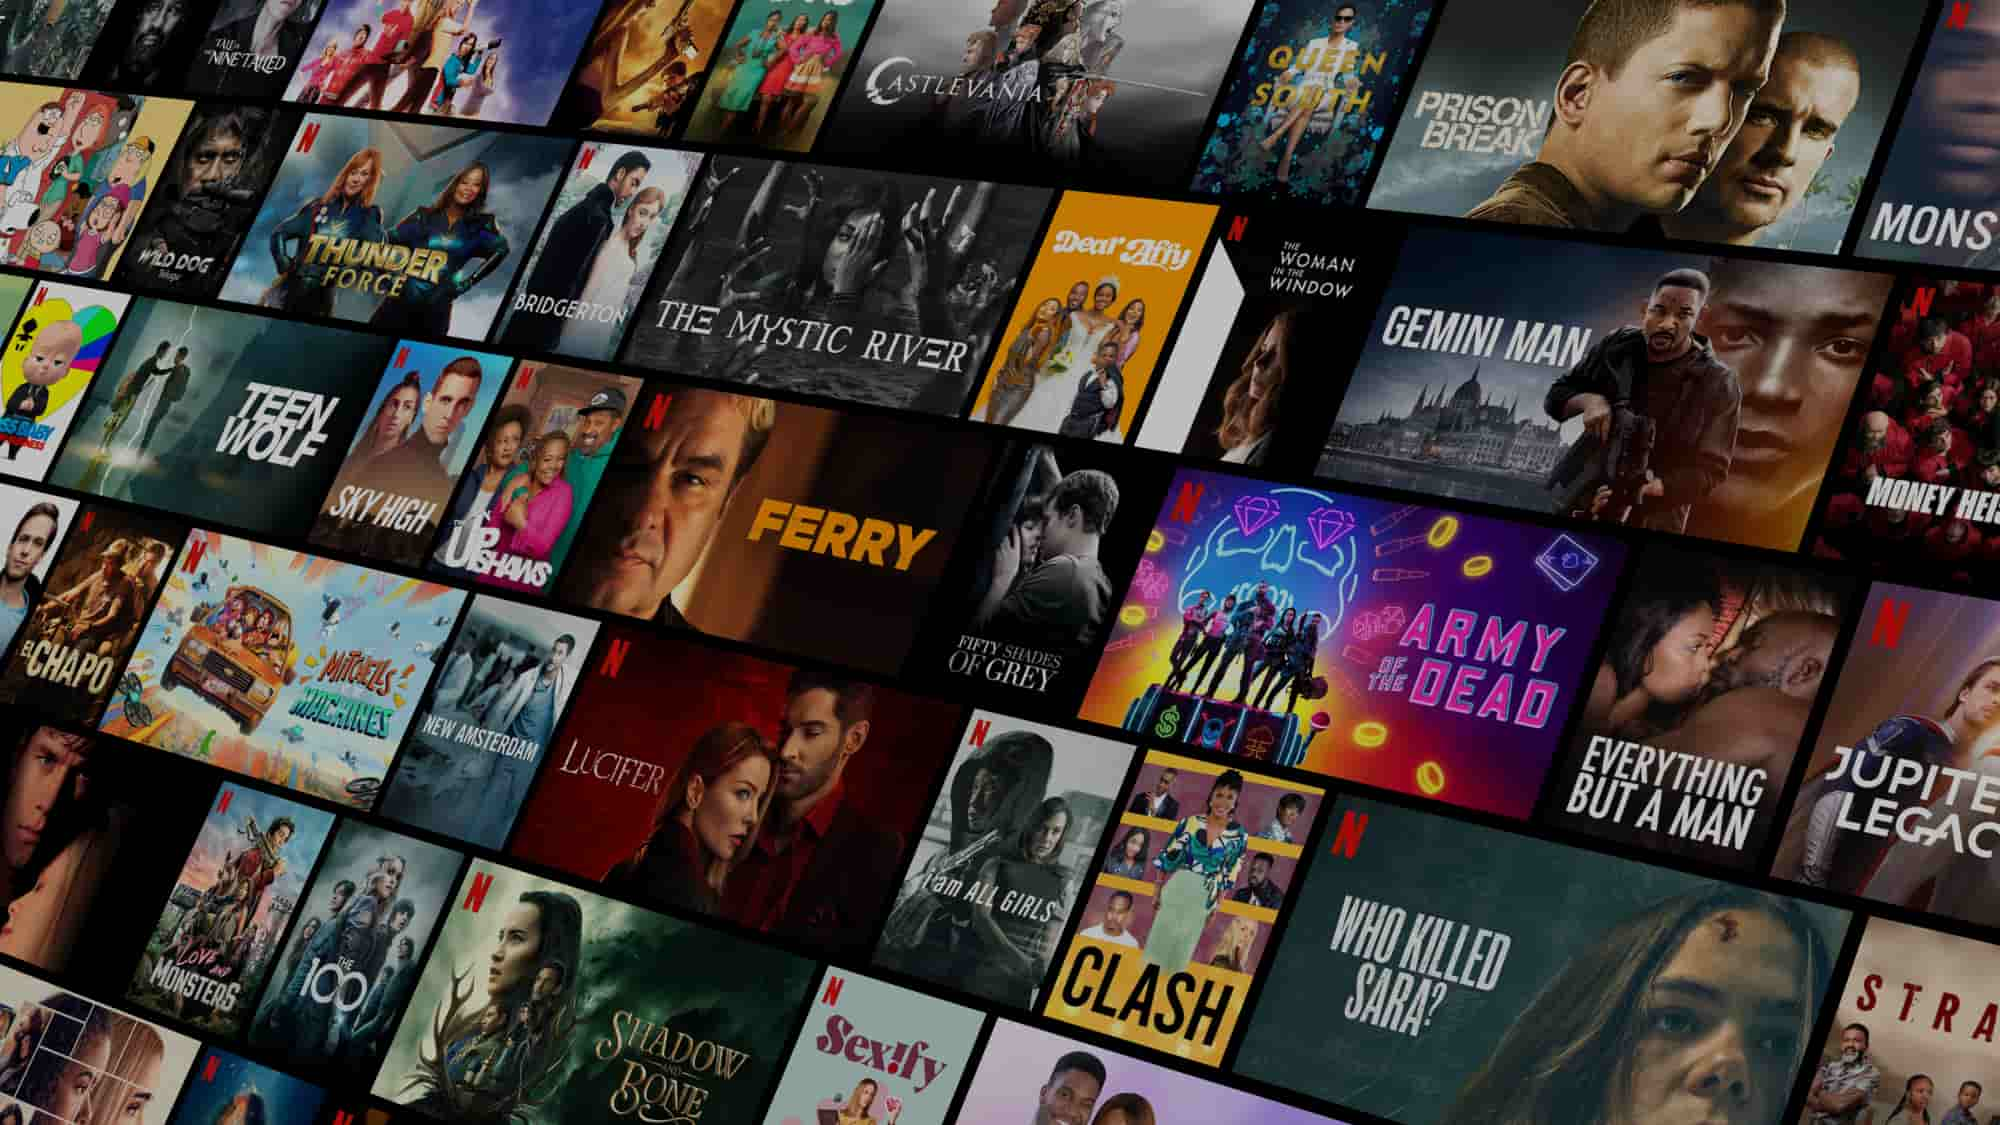 TALE OF
THE NINE TAILED
CASTLEVANIA
QUEEN
OF THE
SOUTH
PRISON
BREAK
MONS
WILD DOG
Telugu
THUNDER
FORCE
BRIDGERTON
THE MYSTIC RIVER
Dear Affy
THE
WOMAN
IN THE
WINDOW
GEMINI MAN
MONEY HEIS
SS BABY
TEEN
WOLF
SKY HIGH
THE
UPSHAWS
FERRY
FIFTY SHADES
OF GREY
ARMY
OF
THE
DEAD
EVERYTHING
BUT A MAN
JUPITE
LEGAC
EL CHAPO
MITCHELLS
MACHINES
NEW AMSTERDAM
LUCIFER
i am ALL GIRLS
CLASH
WHO KILLED
SARA?
STRA
LOVE AND
MONSTERS
THE
100
SHADOW
AND
BONE
Sex!fy